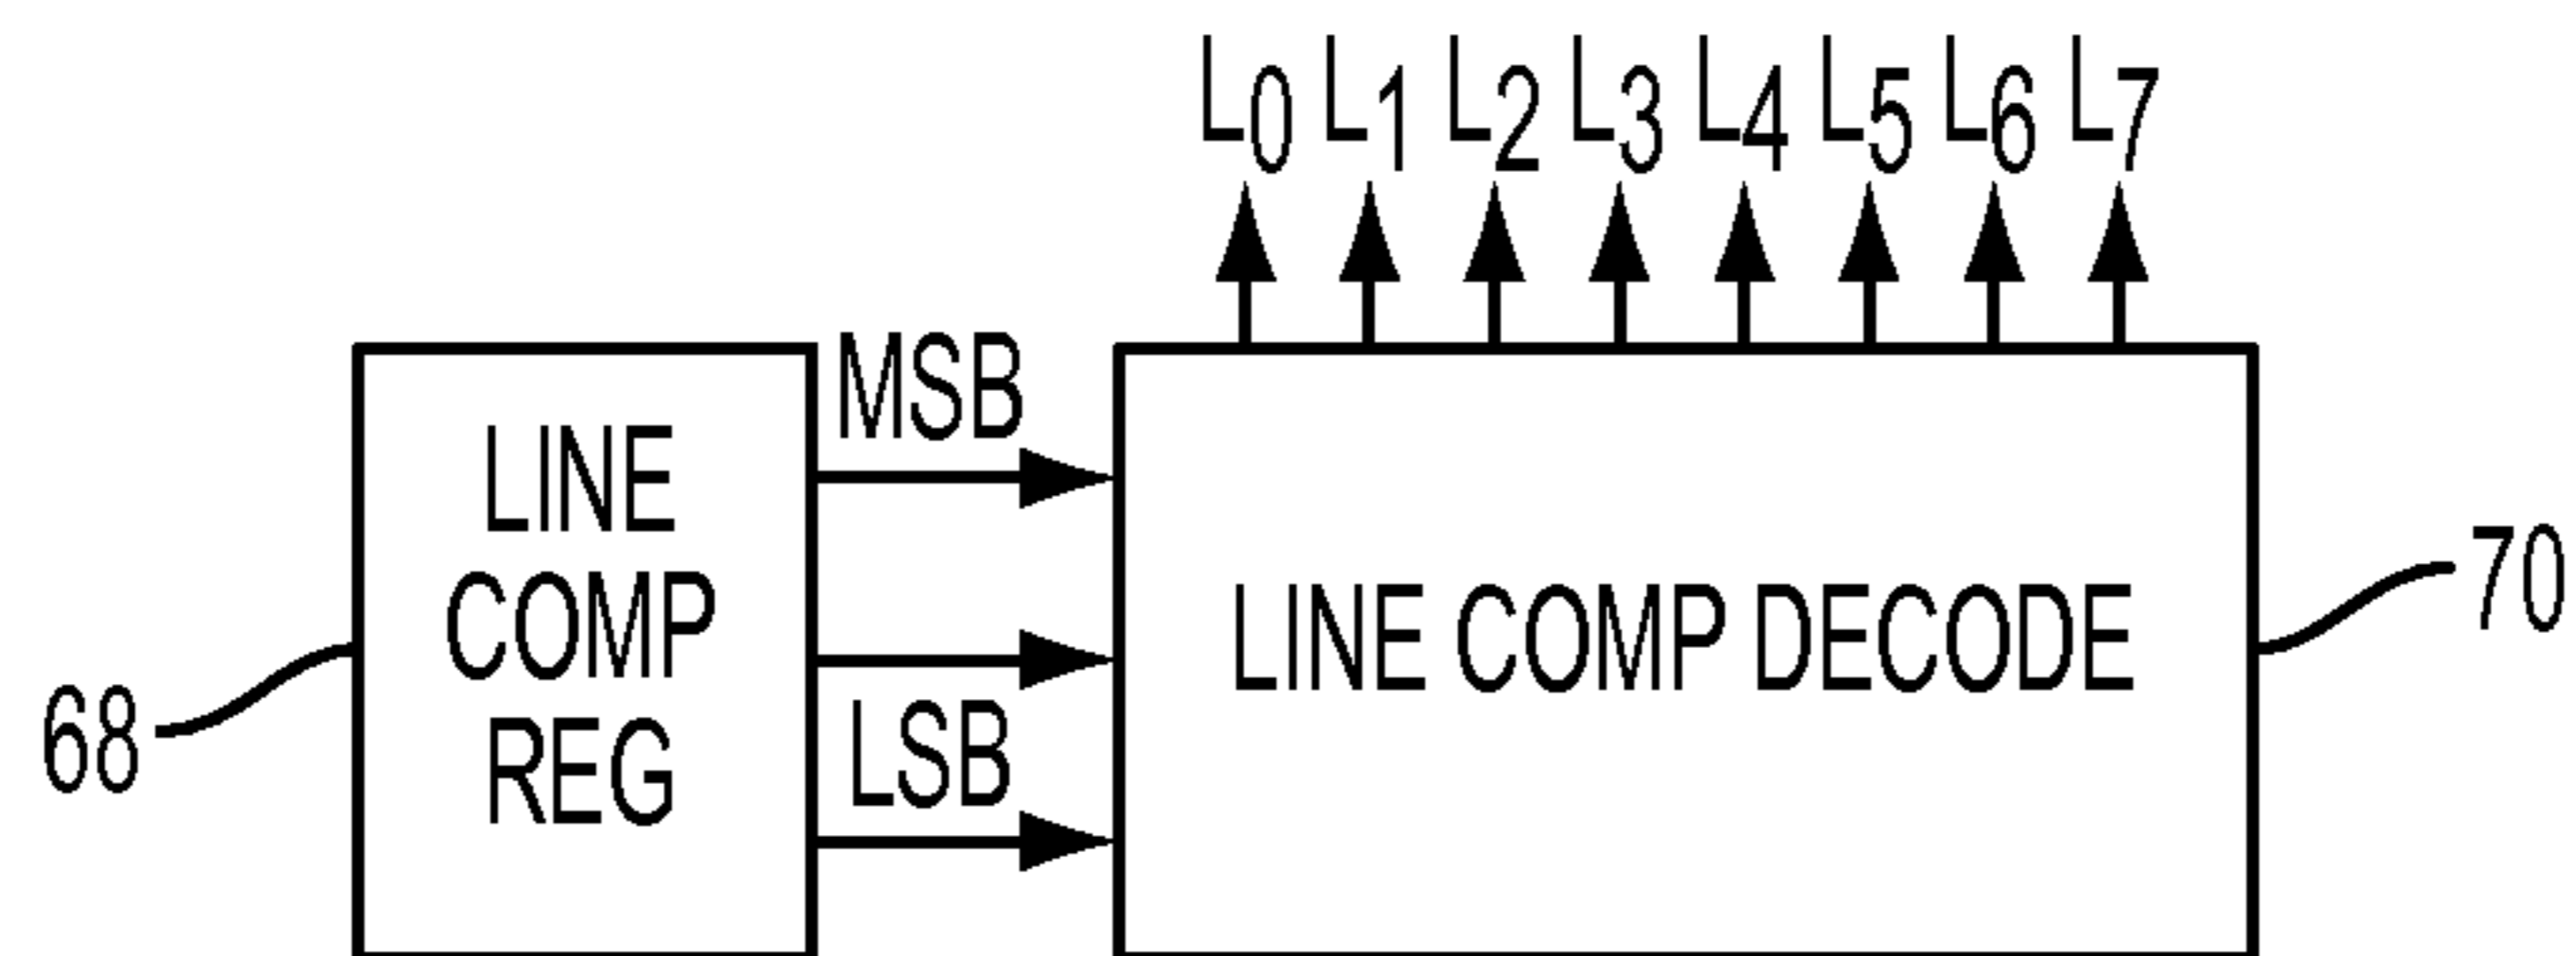 L0 L1 L2 L3 L4 L5 L6 L7
MSB
LINE
COMP
REG
LSB
LINE COMP DECODE
68
70